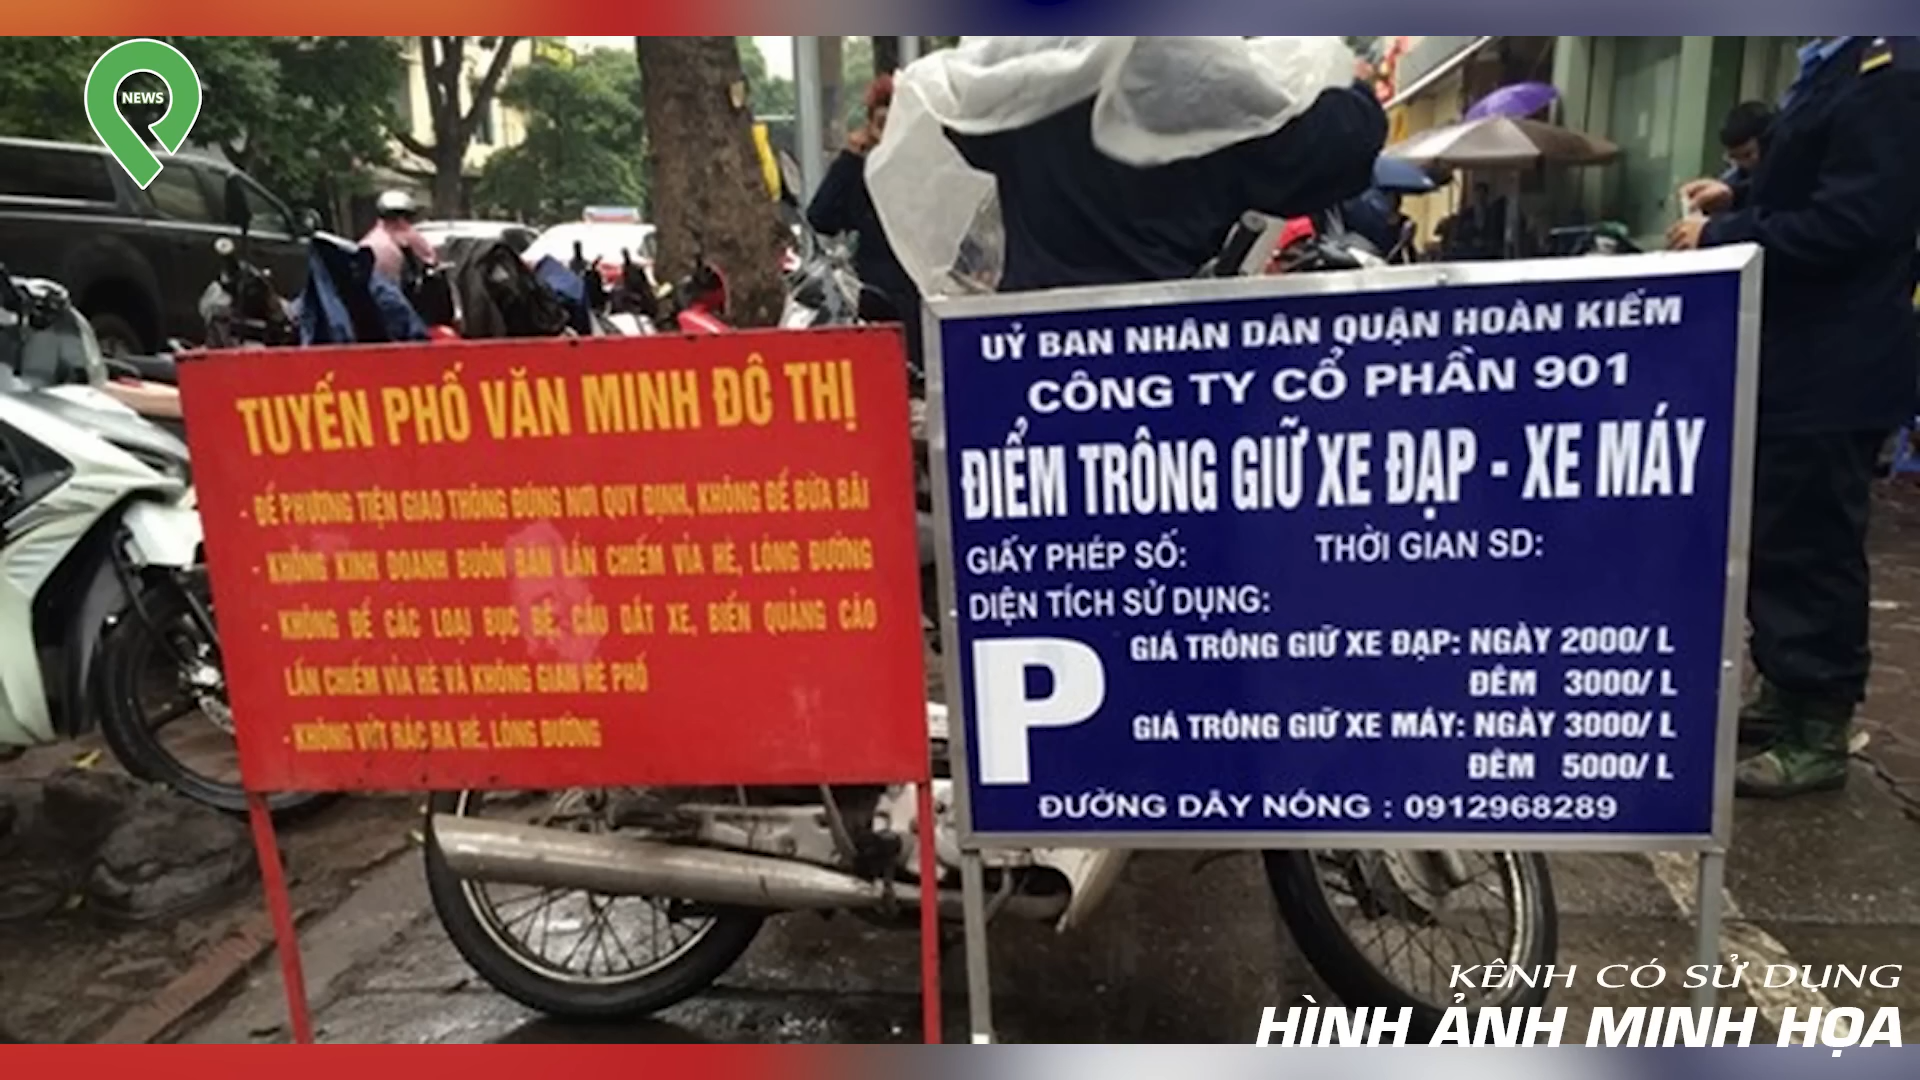 NEWS
TUYẾN PHỐ VĂN MINH ĐÔ THỊ
- ĐỂ PHƯƠNG TIỆN GIAO THÔNG ĐÚNG NƠI QUY ĐỊNH, KHÔNG ĐỂ BỪA BÃI
- KHÔNG KINH DOANH BUÔN BÁN LẤN CHIẾM VỈA HÈ, LÒNG ĐƯỜNG
- KHÔNG ĐỂ CÁC LOẠI BỤC BỆ, CẦU DẮT XE, BIỂN QUẢNG CÁO
LẤN CHIẾM VỈA HÈ VÀ KHÔNG GIAN HÈ PHỐ
- KHÔNG VỨT RÁC RA HÈ, LÒNG ĐƯỜNG
UỶ BAN NHÂN DÂN QUẬN HOÀN KIẾM
CÔNG TY CỔ PHẦN 901
ĐIỂM TRÔNG GIỮ XE ĐẠP - XE MÁY
GIẤY PHÉP SỐ: THỜI GIAN SD:
DIỆN TÍCH SỬ DỤNG:
P
GIÁ TRÔNG GIỮ XE ĐẠP: NGÀY 2000/ L
ĐÊM 3000/ L
GIÁ TRÔNG GIỮ XE MÁY: NGÀY 3000/ L
ĐÊM 5000/ L
ĐƯỜNG DÂY NÓNG : 0912968289
KÊNH CÓ SỬ DỤNG
HÌNH ẢNH MINH HỌA